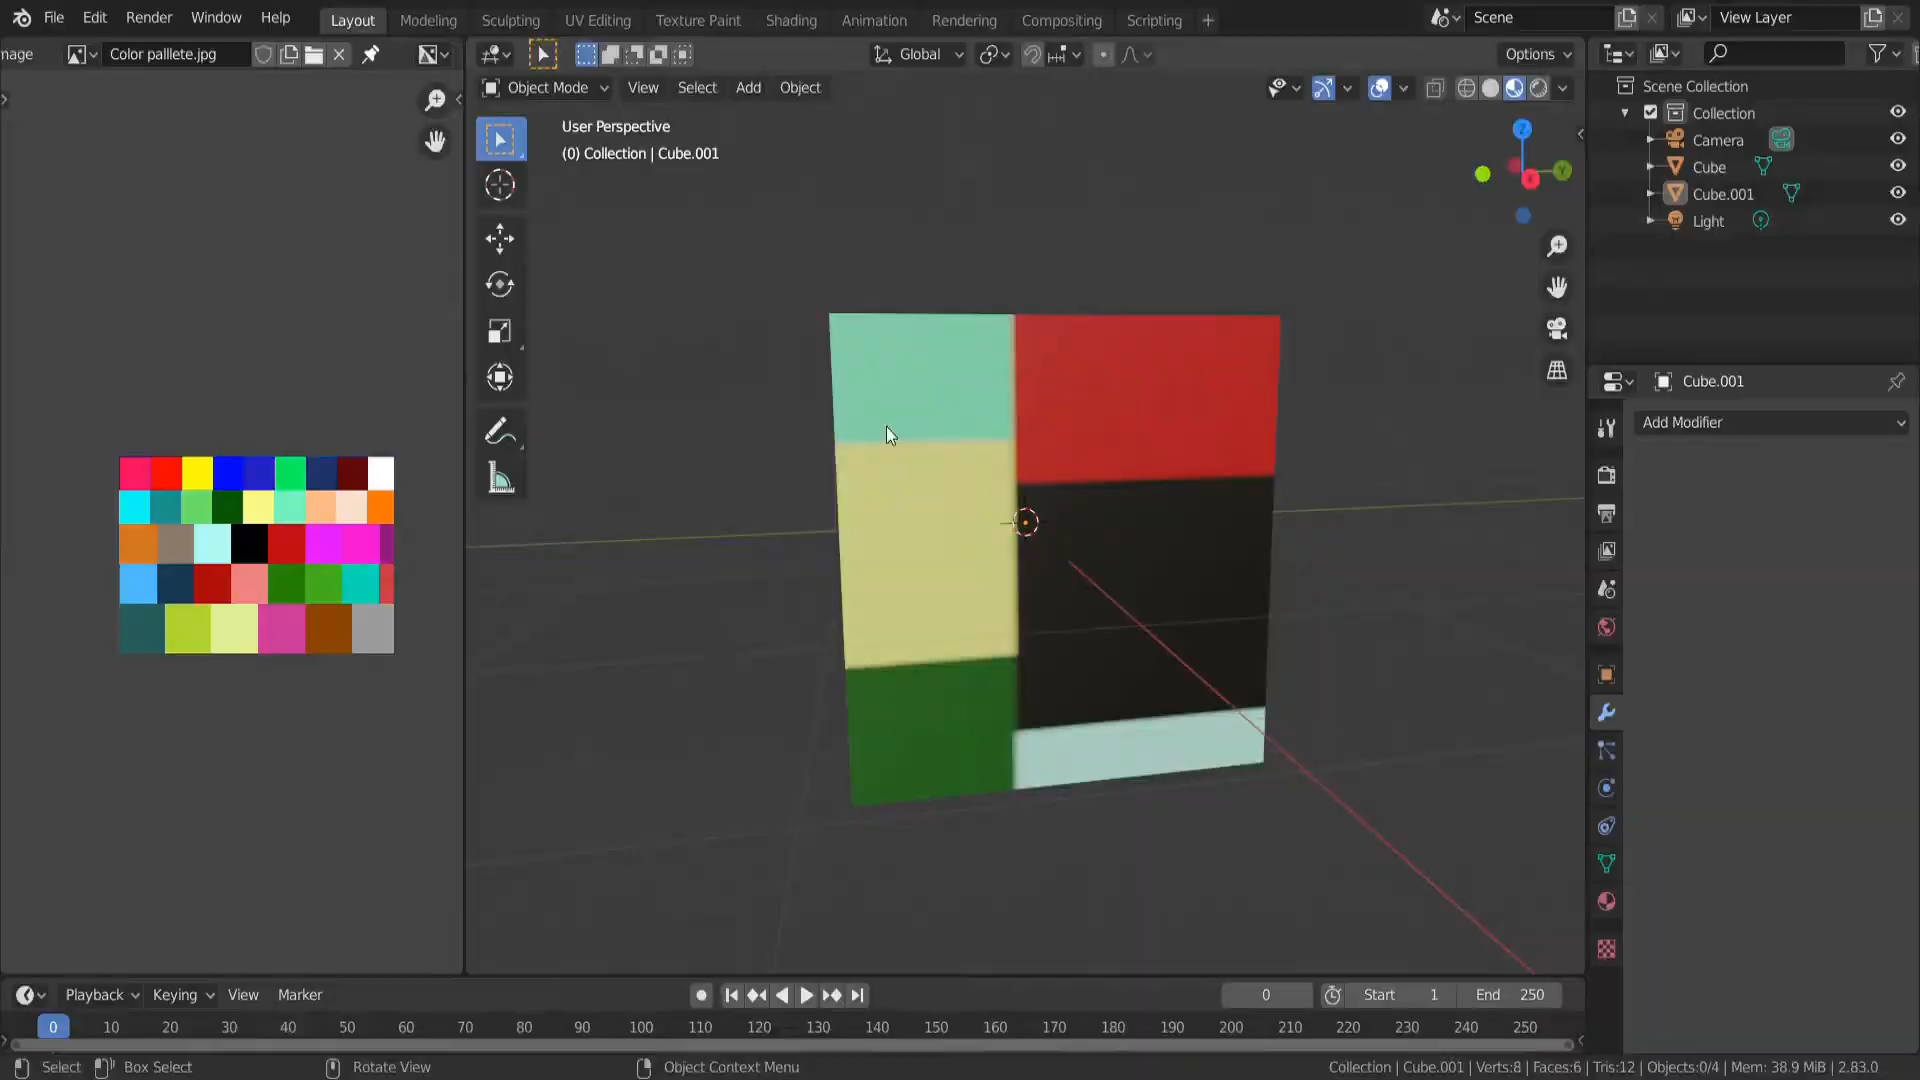 File Edit Render Window Help Layout Modeling Sculpting UV Editing Texture Paint Shading Animation Rendering Compositing Scripting + Scene View Layer
mage Color palllete.jpg Global Options
Object Mode View Select Add Object
User Perspective
(0) Collection | Cube.001
Z
Y
X
Scene Collection
Collection
Camera
Cube
Cube.001
Light
Cube.001
Add Modifier
Playback Keying View Marker 0 Start 1 End 250
0 10 20 30 40 50 60 70 80 90 100 110 120 130 140 150 160 170 180 190 200 210 220 230 240 250
Select Box Select Rotate View Object Context Menu Collection | Cube.001 | Verts:8 | Faces:6 | Tris:12 | Objects:0/4 | Mem: 38.9 MiB | 2.83.0